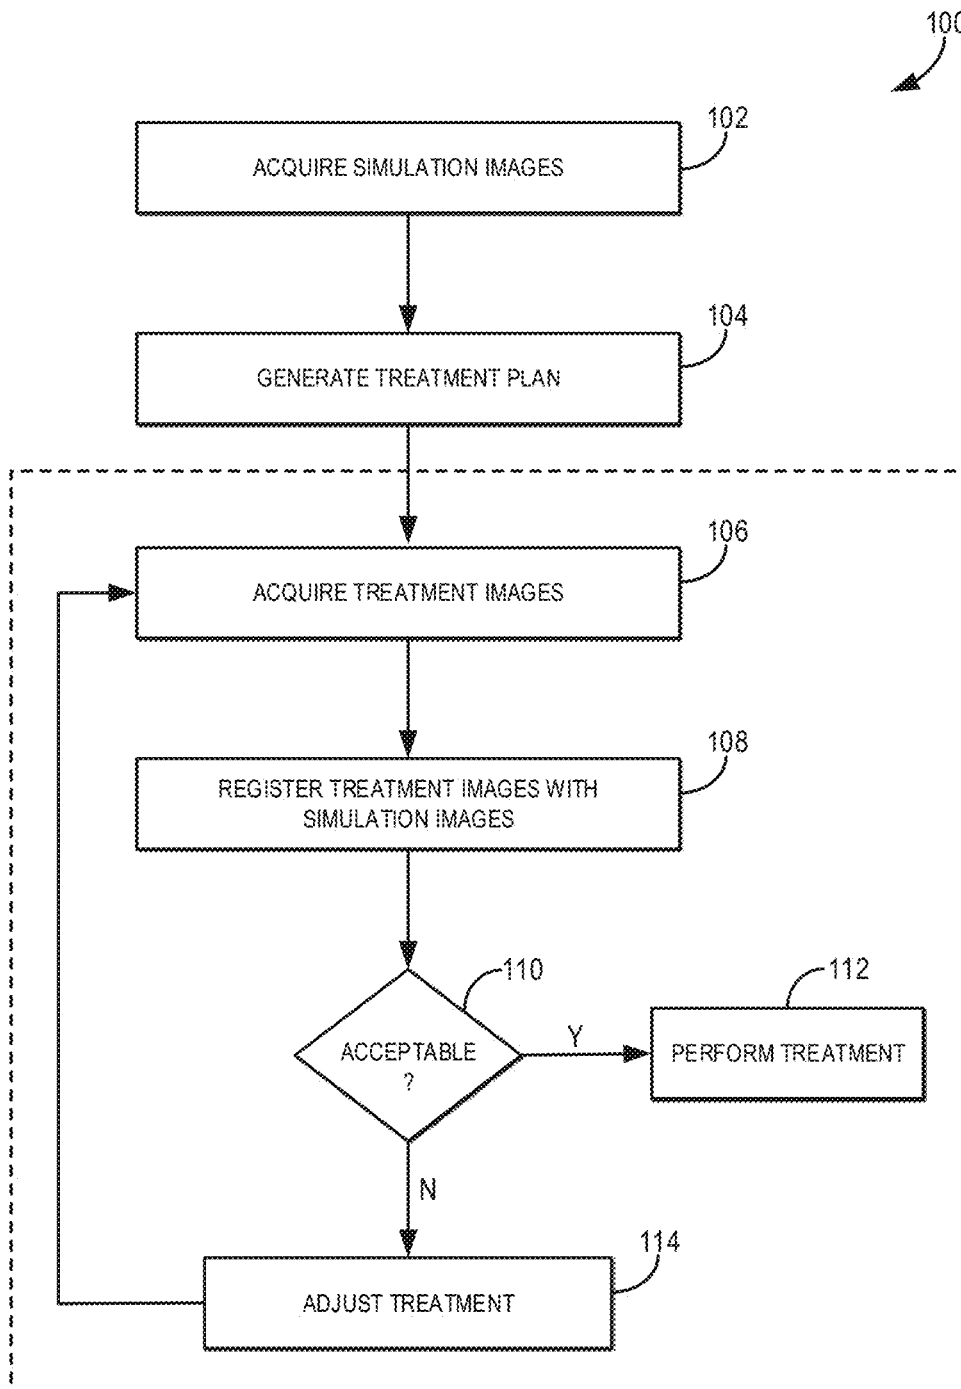 100
102
ACQUIRE SIMULATION IMAGES
104
GENERATE TREATMENT PLAN
106
ACQUIRE TREATMENT IMAGES
108
REGISTER TREATMENT IMAGES WITH
SIMULATION IMAGES
110
112
ACCEPTABLE
?
Y
PERFORM TREATMENT
N
114
ADJUST TREATMENT